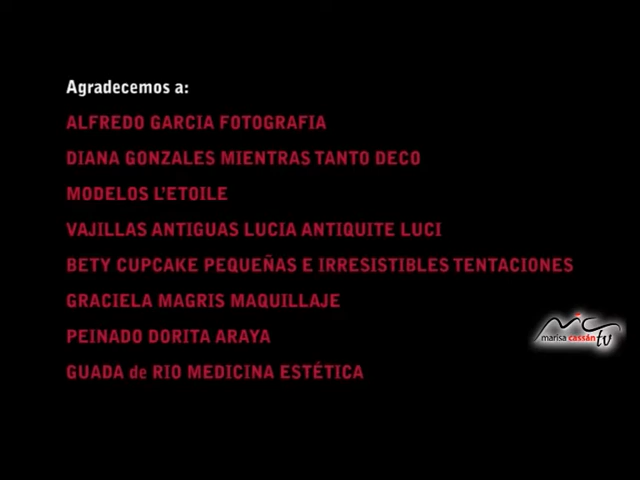 Agradecemos a:
ALFREDO GARCIA FOTOGRAFIA
DIANA GONZALES MIENTRAS TANTO DECO
MODELOS L'ETOILE
VAJILLAS ANTIGUAS LUCIA ANTIQUITE LUCI
BETY CUPCAKE PEQUEÑAS E IRRESISTIBLES TENTACIONES
GRACIELA MAGRIS MAQUILLAJE
PEINADO DORITA ARAYA
GUADA de RIO MEDICINA ESTÉTICA
MC
marisa cassán tv